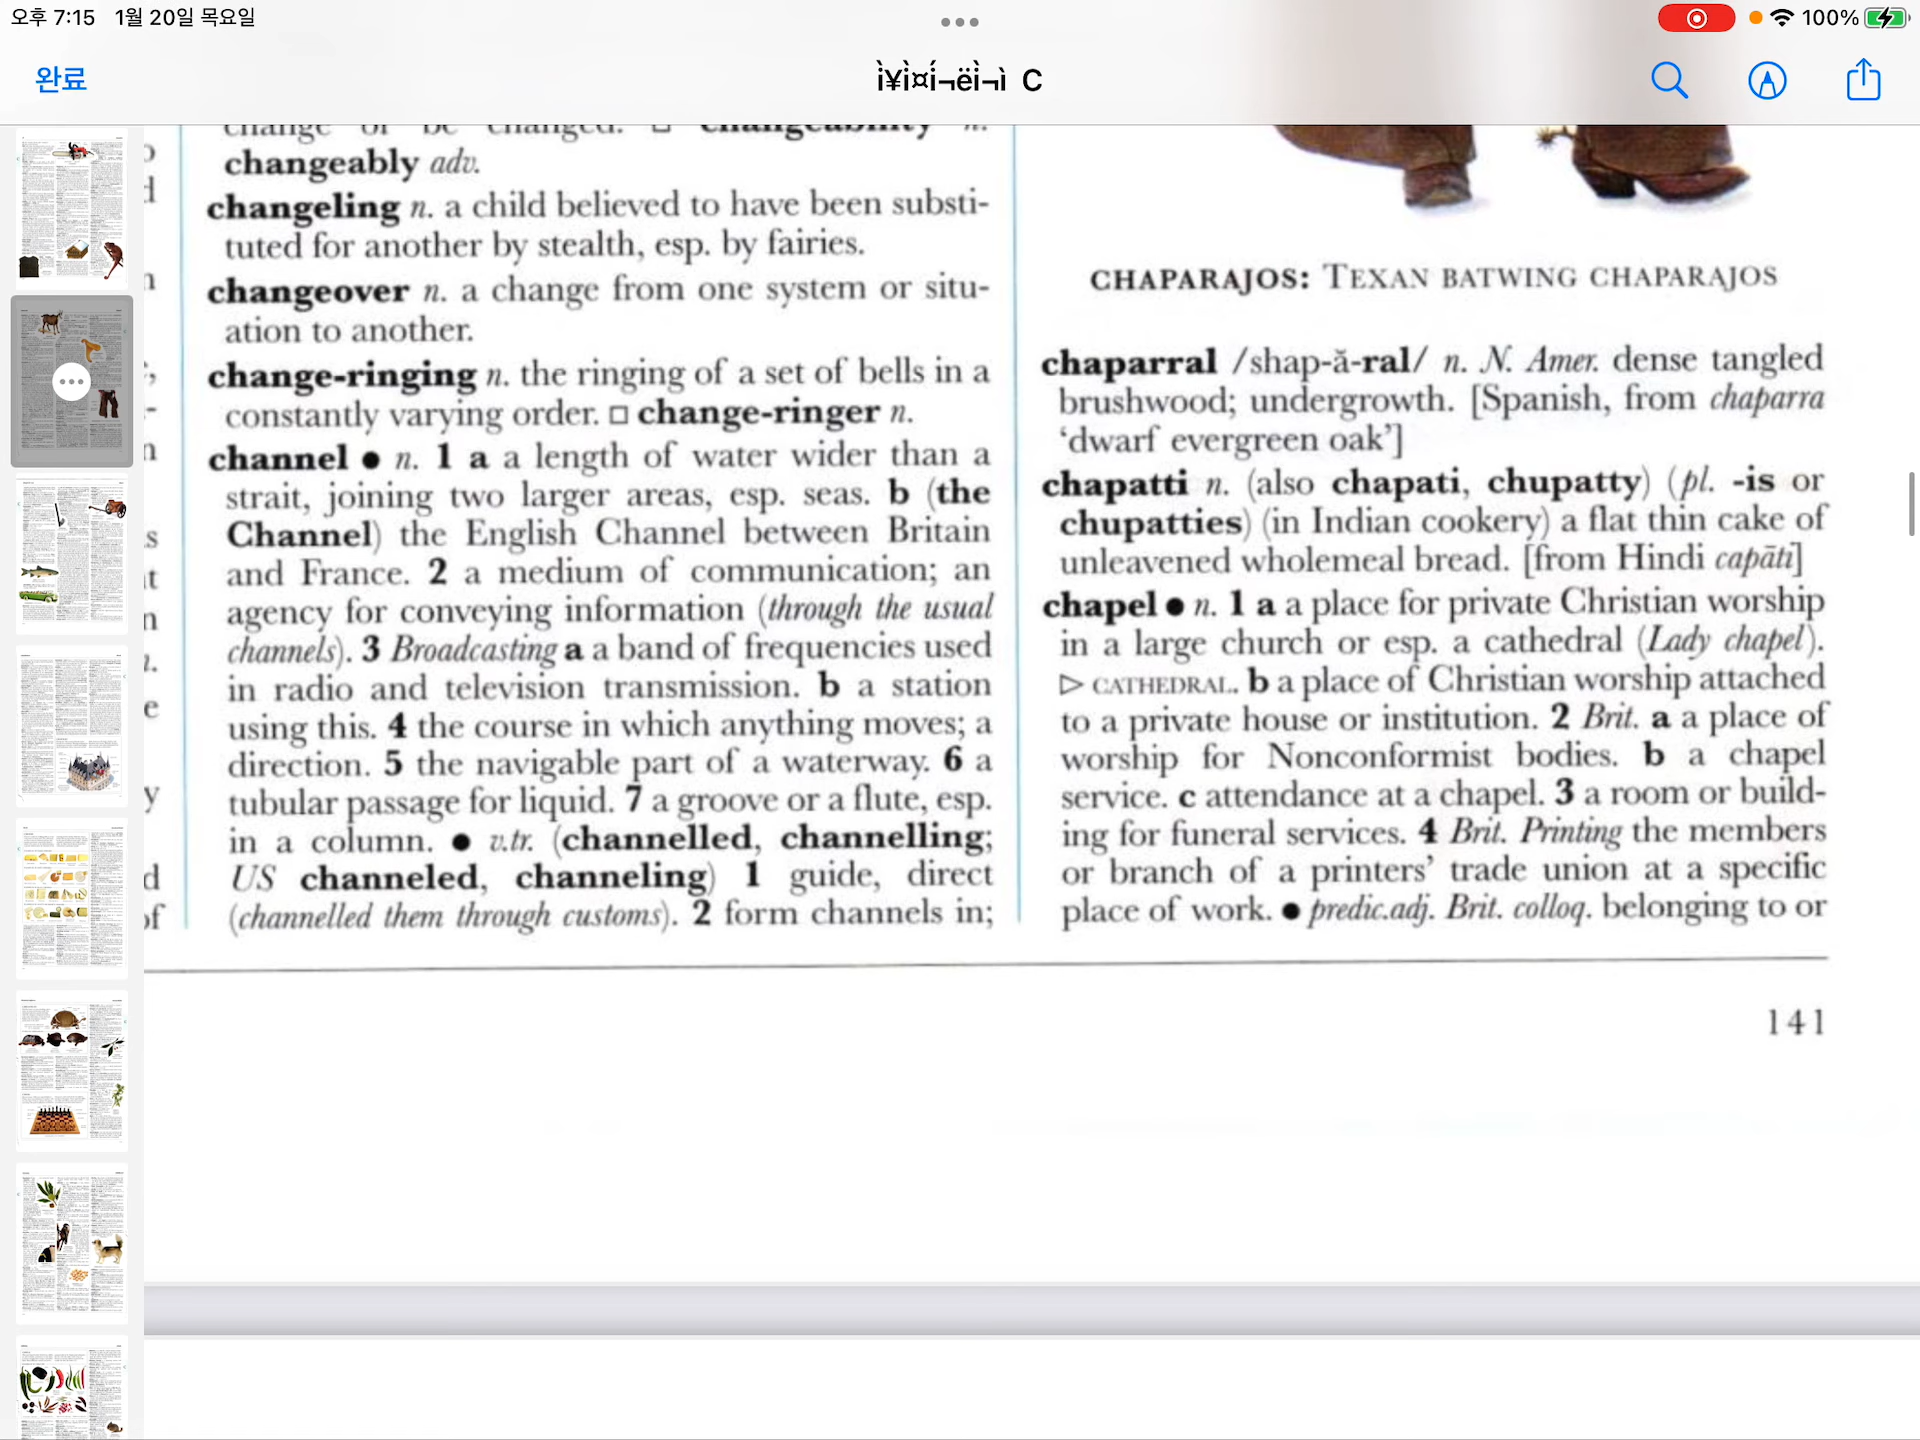 오후 7:15 1월 20일 목요일
100%
완료
C
change or be changed. □ changeability n.
changeably adv.
changeling n. a child believed to have been substi-
tuted for another by stealth, esp. by fairies.
changeover n. a change from one system or situ-
ation to another.
change-ringing n. the ringing of a set of bells in a
constantly varying order. □ change-ringer n.
channel ● n. 1 a a length of water wider than a
strait, joining two larger areas, esp. seas. b (the
Channel) the English Channel between Britain
and France. 2 a medium of communication; an
agency for conveying information (through the usual
channels). 3 Broadcasting a a band of frequencies used
in radio and television transmission. b a station
using this. 4 the course in which anything moves; a
direction. 5 the navigable part of a waterway. 6 a
tubular passage for liquid. 7 a groove or a flute, esp.
in a column. ● v.tr. (channelled, channelling;
US channeled, channeling) 1 guide, direct
(channelled them through customs). 2 form channels in;
CHAPARAJOS: TEXAN BATWING CHAPARAJOS
chaparral /shap-ă-ral/ n. N. Amer. dense tangled
brushwood; undergrowth. [Spanish, from chaparra
‘dwarf evergreen oak’]
chapatti n. (also chapati, chupatty) (pl. -is or
chupatties) (in Indian cookery) a flat thin cake of
unleavened wholemeal bread. [from Hindi capāti]
chapel ● n. 1 a a place for private Christian worship
in a large church or esp. a cathedral (Lady chapel).
▷ CATHEDRAL. b a place of Christian worship attached
to a private house or institution. 2 Brit. a a place of
worship for Nonconformist bodies. b a chapel
service. c attendance at a chapel. 3 a room or build-
ing for funeral services. 4 Brit. Printing the members
or branch of a printers’ trade union at a specific
place of work. ● predic.adj. Brit. colloq. belonging to or
141